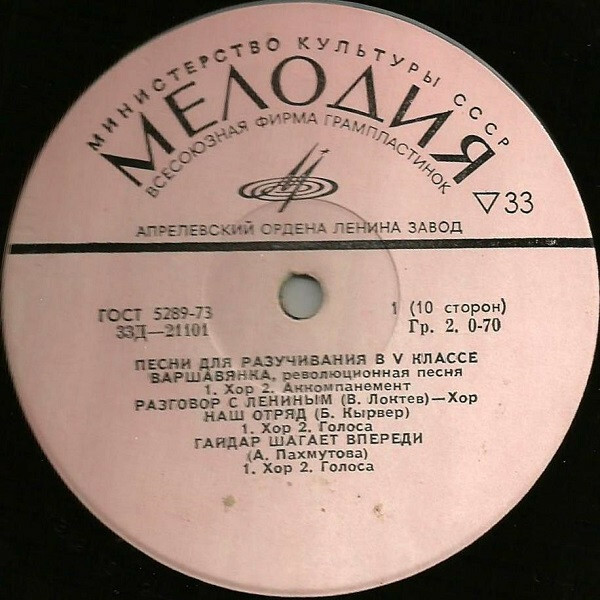 МИНИСТЕРСТВО КУЛЬТУРЫ СССР
МЕЛОДИЯ
ВСЕСОЮЗНАЯ ФИРМА ГРАМПЛАСТИНОК
▽33
АПРЕЛЕВСКИЙ ОРДЕНА ЛЕНИНА ЗАВОД
ГОСТ 5289-73 1 (10 сторон)
33Д—21101 Гр. 2. 0-70
ПЕСНИ ДЛЯ РАЗУЧИВАНИЯ В V КЛАССЕ
ВАРШАВЯНКА, революционная песня
1. Хор 2. Аккомпанемент
РАЗГОВОР С ЛЕНИНЫМ (В. Локтев)—Хор
НАШ ОТРЯД (Б. Кырвер)
1. Хор 2. Голоса
ГАЙДАР ШАГАЕТ ВПЕРЕДИ
(А. Пахмутова)
1. Хор 2. Голоса